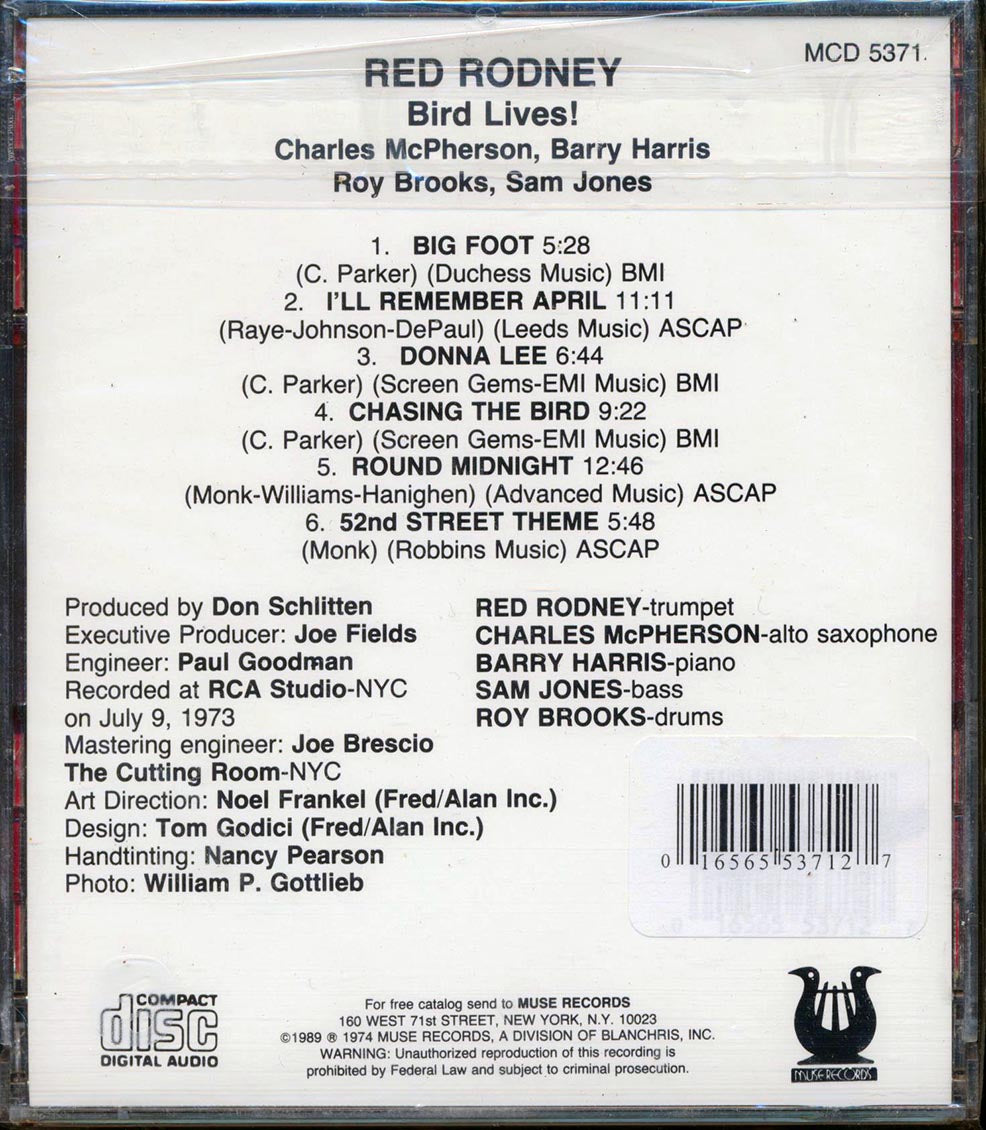 MCD 5371
RED RODNEY
Bird Lives!
Charles McPherson, Barry Harris
Roy Brooks, Sam Jones
1. BIG FOOT 5:28
(C. Parker) (Duchess Music) BMI
2. I'LL REMEMBER APRIL 11:11
(Raye-Johnson-DePaul) (Leeds Music) ASCAP
3. DONNA LEE 6:44
(C. Parker) (Screen Gems-EMI Music) BMI
4. CHASING THE BIRD 9:22
(C. Parker) (Screen Gems-EMI Music) BMI
5. ROUND MIDNIGHT 12:46
(Monk-Williams-Hanighen) (Advanced Music) ASCAP
6. 52nd STREET THEME 5:48
(Monk) (Robbins Music) ASCAP
Produced by Don Schlitten
Executive Producer: Joe Fields
Engineer: Paul Goodman
Recorded at RCA Studio-NYC
on July 9, 1973
Mastering engineer: Joe Brescio
The Cutting Room-NYC
Art Direction: Noel Frankel (Fred/Alan Inc.)
Design: Tom Godici (Fred/Alan Inc.)
Handtinting: Nancy Pearson
Photo: William P. Gottlieb
RED RODNEY-trumpet
CHARLES McPHERSON-alto saxophone
BARRY HARRIS-piano
SAM JONES-bass
ROY BROOKS-drums
0 16565 53712 7
COMPACT
disc
DIGITAL AUDIO
For free catalog send to MUSE RECORDS
160 WEST 71st STREET, NEW YORK, N.Y. 10023
©1989 ® 1974 MUSE RECORDS, A DIVISION OF BLANCHRIS, INC.
WARNING: Unauthorized reproduction of this recording is
prohibited by Federal Law and subject to criminal prosecution.
MUSE RECORDS